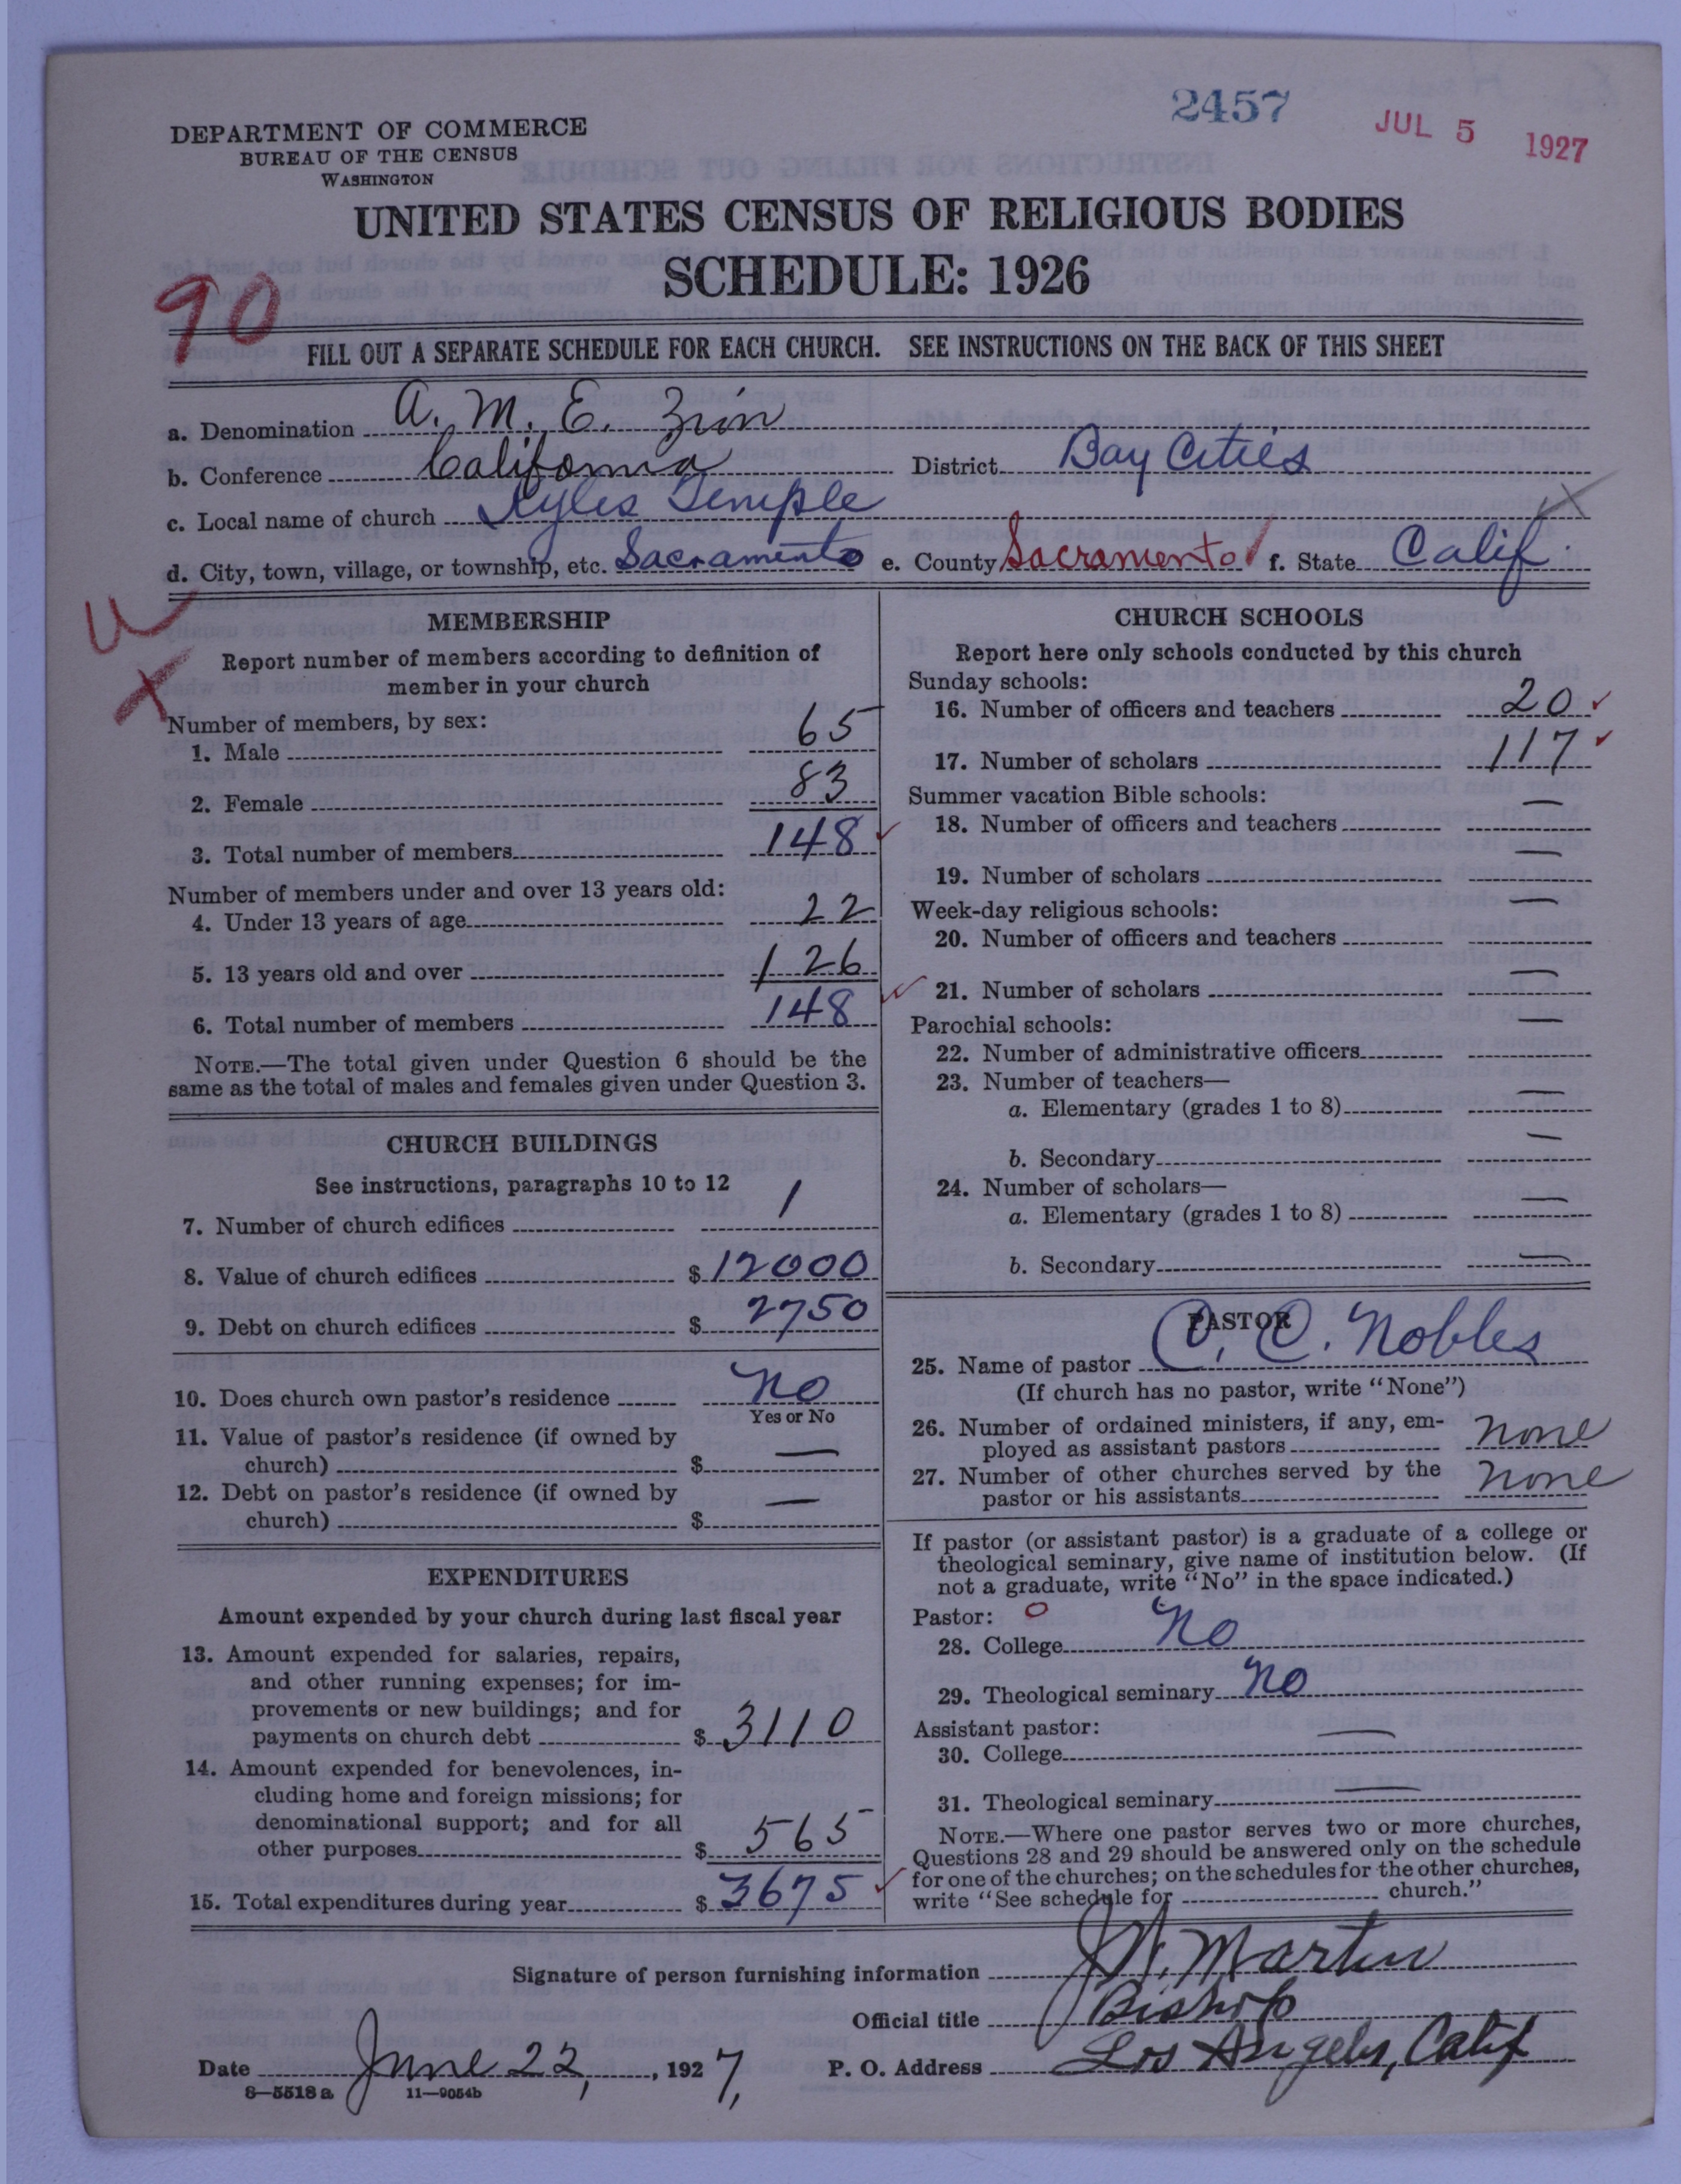 2457
JUL 5 1927
DEPARTMENT OF COMMERCE
BUREAU OF THE CENSUS
WASHINGTON
UNITED STATES CENSUS OF RELIGIOUS BODIES
SCHEDULE: 1926
90
FILL OUT A SEPARATE SCHEDULE FOR EACH CHURCH. SEE INSTRUCTIONS ON THE BACK OF THIS SHEET
a. Denomination A. M. E. Zion
b. Conference California District Bay Cities
c. Local name of church Kyles Temple
d. City, town, village, or township, etc. Sacramento e. County Sacramento f. State Calif.
MEMBERSHIP
Report number of members according to definition of
member in your church
Number of members, by sex:
1. Male 65
2. Female 83
3. Total number of members 148
Number of members under and over 13 years old:
4. Under 13 years of age 22
5. 13 years old and over 126
6. Total number of members 148
NOTE.—The total given under Question 6 should be the
same as the total of males and females given under Question 3.
CHURCH BUILDINGS
See instructions, paragraphs 10 to 12
7. Number of church edifices 1
8. Value of church edifices $ 12000
9. Debt on church edifices $ 2750
10. Does church own pastor's residence No
Yes or No
11. Value of pastor's residence (if owned by
church) $ —
12. Debt on pastor's residence (if owned by
church) $ —
EXPENDITURES
Amount expended by your church during last fiscal year
13. Amount expended for salaries, repairs,
and other running expenses; for im-
provements or new buildings; and for
payments on church debt $ 3110
14. Amount expended for benevolences, in-
cluding home and foreign missions; for
denominational support; and for all
other purposes $ 565
15. Total expenditures during year $ 3675
CHURCH SCHOOLS
Report here only schools conducted by this church
Sunday schools:
16. Number of officers and teachers 20
17. Number of scholars 117
Summer vacation Bible schools:
18. Number of officers and teachers —
19. Number of scholars —
Week-day religious schools:
20. Number of officers and teachers —
21. Number of scholars —
Parochial schools:
22. Number of administrative officers —
23. Number of teachers—
a. Elementary (grades 1 to 8) —
b. Secondary —
24. Number of scholars—
a. Elementary (grades 1 to 8) —
b. Secondary —
PASTOR
25. Name of pastor C. C. Nobles
(If church has no pastor, write "None")
26. Number of ordained ministers, if any, em-
ployed as assistant pastors none
27. Number of other churches served by the
pastor or his assistants none
If pastor (or assistant pastor) is a graduate of a college or
theological seminary, give name of institution below. (If
not a graduate, write "No" in the space indicated.)
Pastor: 0
28. College No
29. Theological seminary No
Assistant pastor:
30. College —
31. Theological seminary —
NOTE.—Where one pastor serves two or more churches,
Questions 28 and 29 should be answered only on the schedule
for one of the churches; on the schedules for the other churches,
write "See schedule for church."
Signature of person furnishing information J. W. Martin
Official title Bishop
Date June 22, 1927, P. O. Address Los Angeles, Calif
8—5518 a 11—9054b